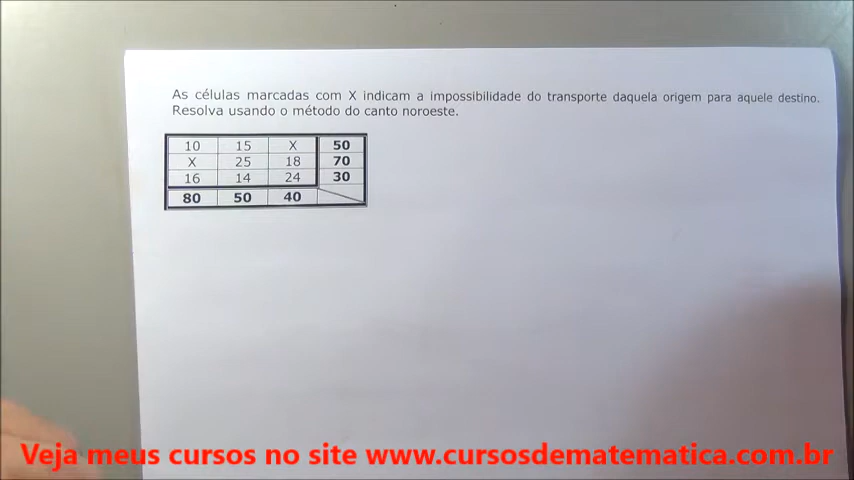 As células marcadas com X indicam a impossibilidade do transporte daquela origem para aquele destino.
Resolva usando o método do canto noroeste.
10 15 X 50
X 25 18 70
16 14 24 30
80 50 40
Veja meus cursos no site www.cursosdematematica.com.br